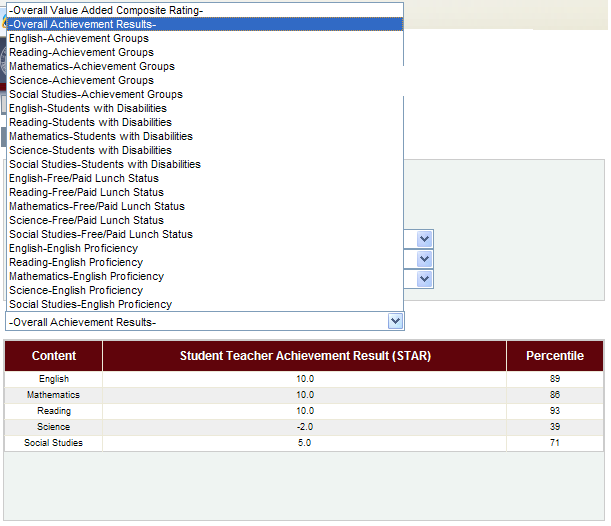 -Overall Value Added Composite Rating-
-Overall Achievement Results-
English-Achievement Groups
Reading-Achievement Groups
Mathematics-Achievement Groups
Science-Achievement Groups
Social Studies-Achievement Groups
English-Students with Disabilities
Reading-Students with Disabilities
Mathematics-Students with Disabilities
Science-Students with Disabilities
Social Studies-Students with Disabilities
English-Free/Paid Lunch Status
Reading-Free/Paid Lunch Status
Mathematics-Free/Paid Lunch Status
Science-Free/Paid Lunch Status
Social Studies-Free/Paid Lunch Status
English-English Proficiency
Reading-English Proficiency
Mathematics-English Proficiency
Science-English Proficiency
Social Studies-English Proficiency
-Overall Achievement Results-
Content Student Teacher Achievement Result (STAR) Percentile
English 10.0 89
Mathematics 10.0 86
Reading 10.0 93
Science -2.0 39
Social Studies 5.0 71